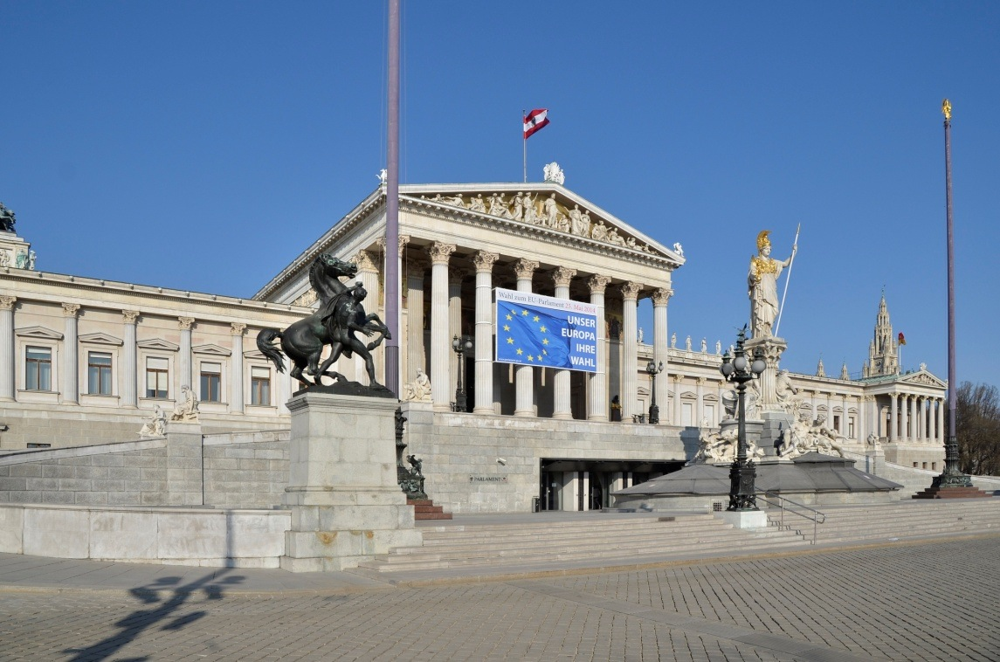 Wahl zum EU-Parlament 25. Mai 2014
UNSER
EUROPA
IHRE
WAHL
PARLAMENT